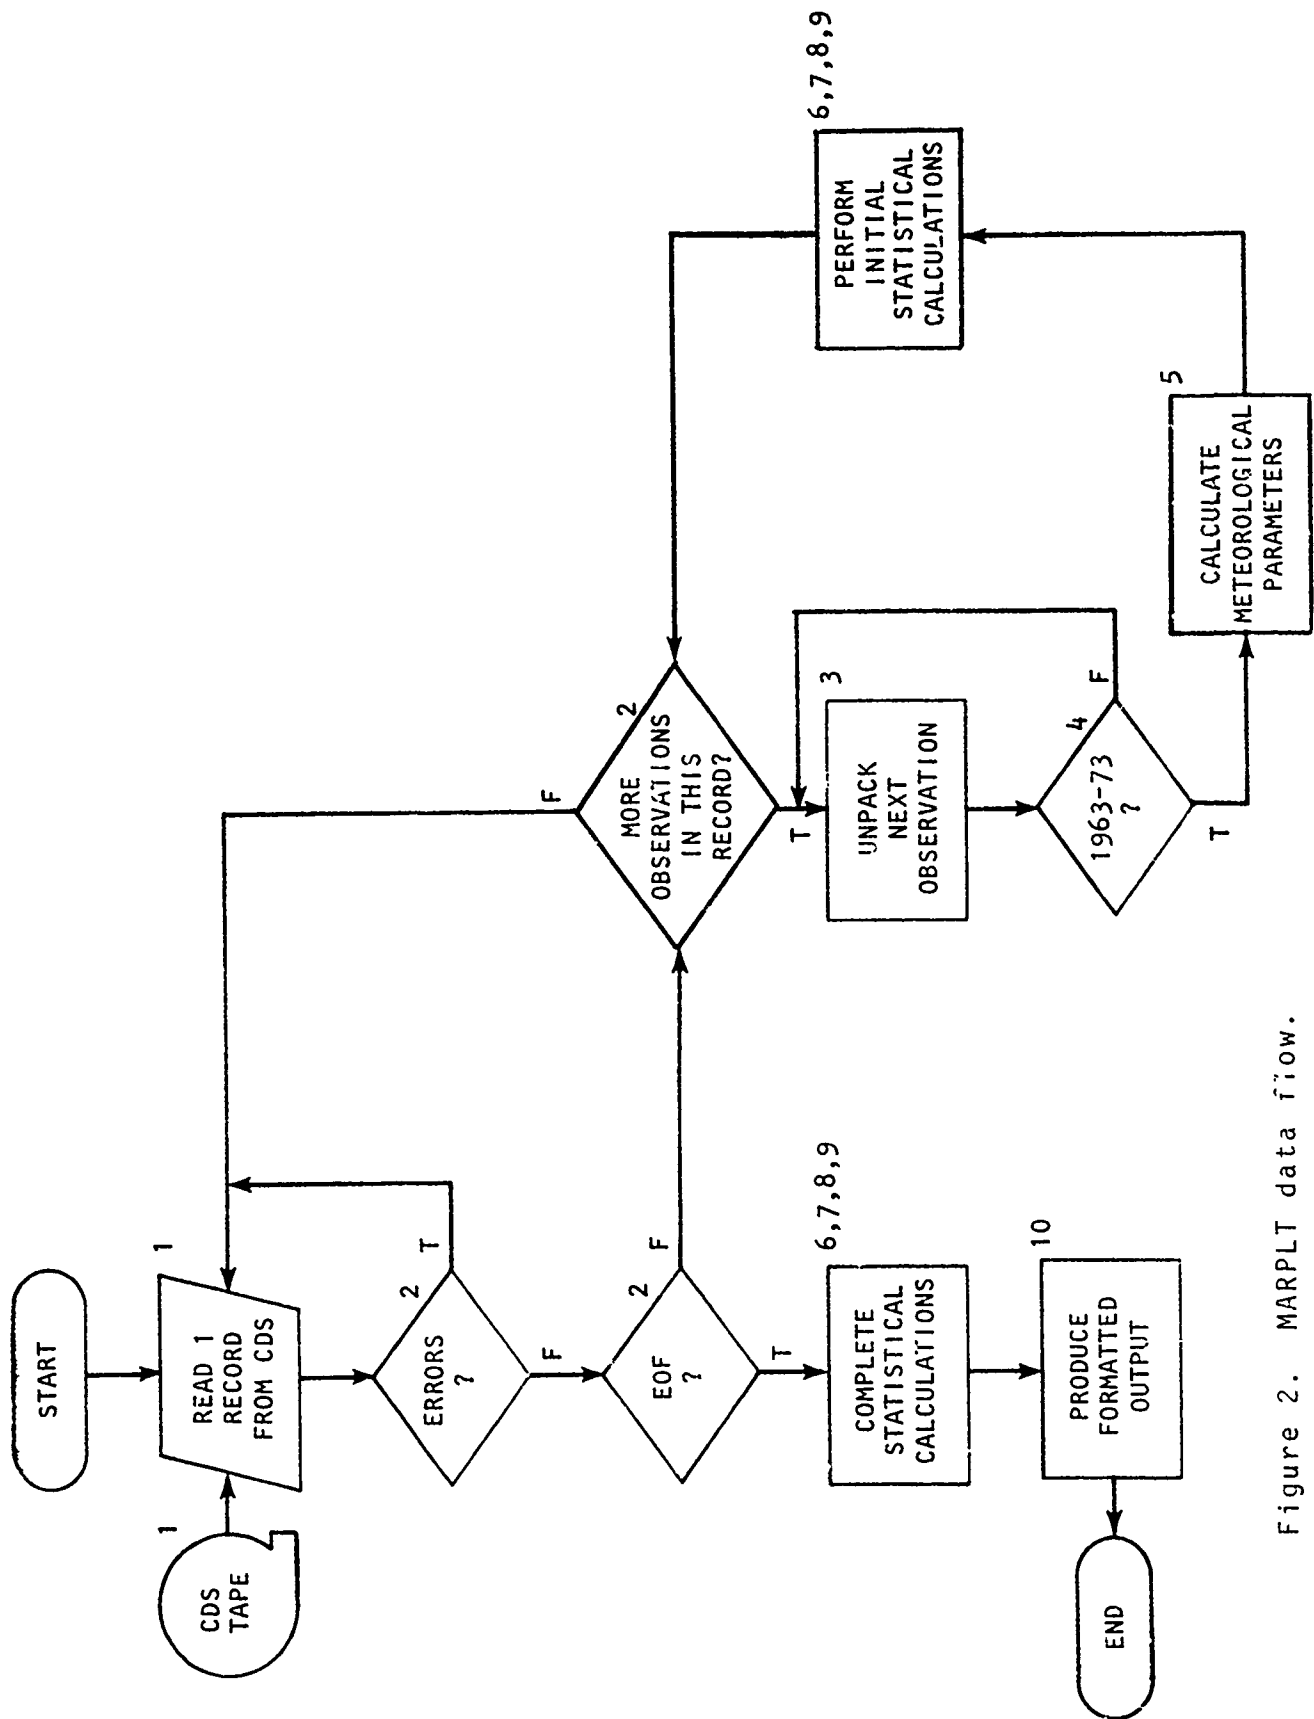 START
1
CDS
TAPE
1
READ 1
RECORD
FROM CDS
2
ERRORS
?
T
F
2
EOF
?
F
T
6,7,8,9
COMPLETE
STATISTICAL
CALCULATIONS
10
PRODUCE
FORMATTED
OUTPUT
END
F
2
MORE
OBSERVATIONS
IN THIS
RECORD?
T
3
UNPACK
NEXT
OBSERVATION
4
1963-73
?
F
T
5
CALCULATE
METEOROLOGICAL
PARAMETERS
6,7,8,9
PERFORM
INITIAL
STATISTICAL
CALCULATIONS
Figure 2. MARPLT data flow.